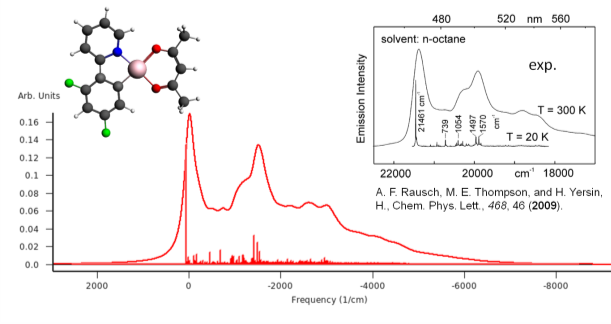 480 520 nm 560
solvent: n-octane
exp.
Emission Intensity
T = 300 K
21461 cm⁻¹
739
1054
1497
1570
cm⁻¹
T = 20 K
22000 20000 cm⁻¹ 18000
A. F. Rausch, M. E. Thompson, and H. Yersin,
H., Chem. Phys. Lett., 468, 46 (2009).
Arb. Units
0.16
0.14
0.12
0.1
0.08
0.06
0.04
0.02
0.0
2000 0 -2000 -4000 -6000 -8000
Frequency (1/cm)